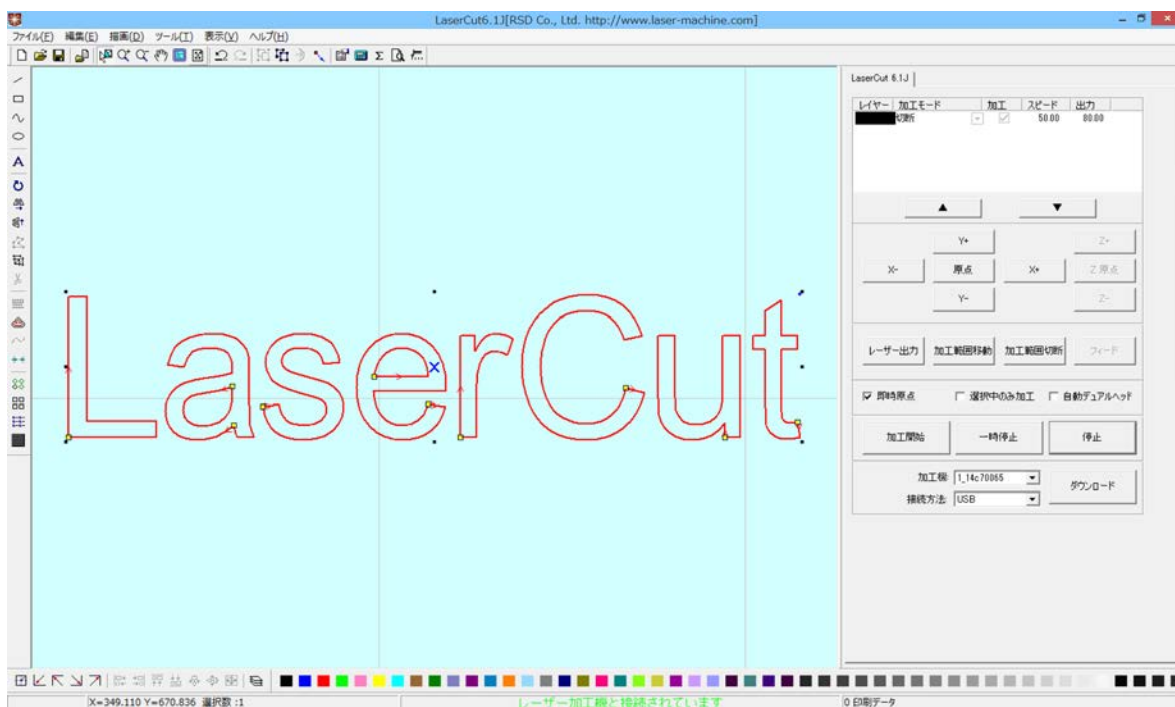 LaserCut6.1J[RSD Co., Ltd. http://www.laser-machine.com]
ファイル(F) 編集(E) 描画(D) ツール(T) 表示(V) ヘルプ(H)
LaserCut 6.1J
レイヤー 加工モード 加工 スピード 出力
切断 50.00 80.00
▲ ▼
Y+ Z+
X- 原点 X+ Z 原点
Y- Z-
LaserCut
レーザー出力 加工範囲移動 加工範囲切断 フィード
即時原点 選択中のみ加工 自動デュアルヘッド
加工開始 一時停止 停止
加工機: 1_14c70065 ダウンロード
接続方法: USB
X=349.110 Y=670.836 選択数 :1 レーザー加工機と接続されています 0 印刷データ